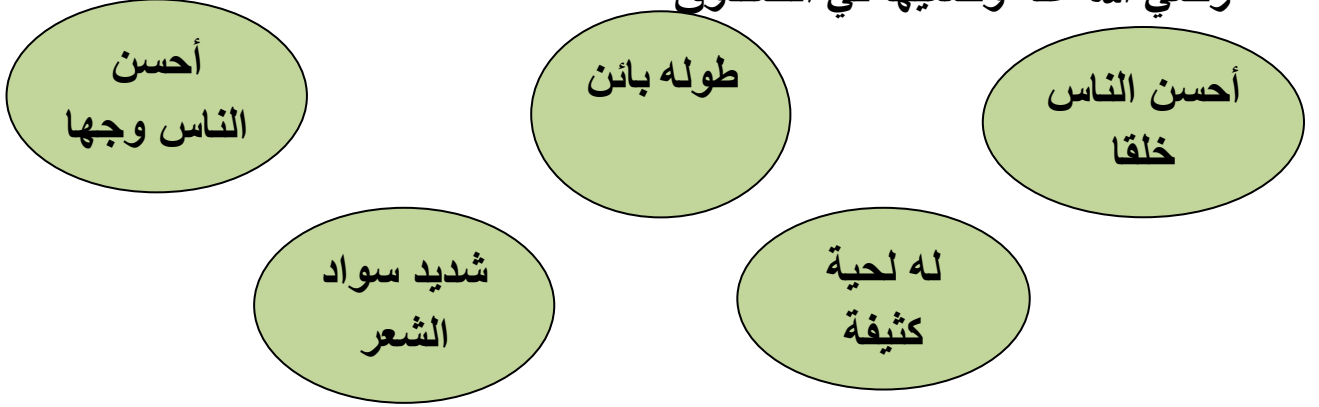 أحسن الناس
خلقا
طوله بائن
أحسن
الناس وجها
له لحية
كثيفة
شديد سواد
الشعر